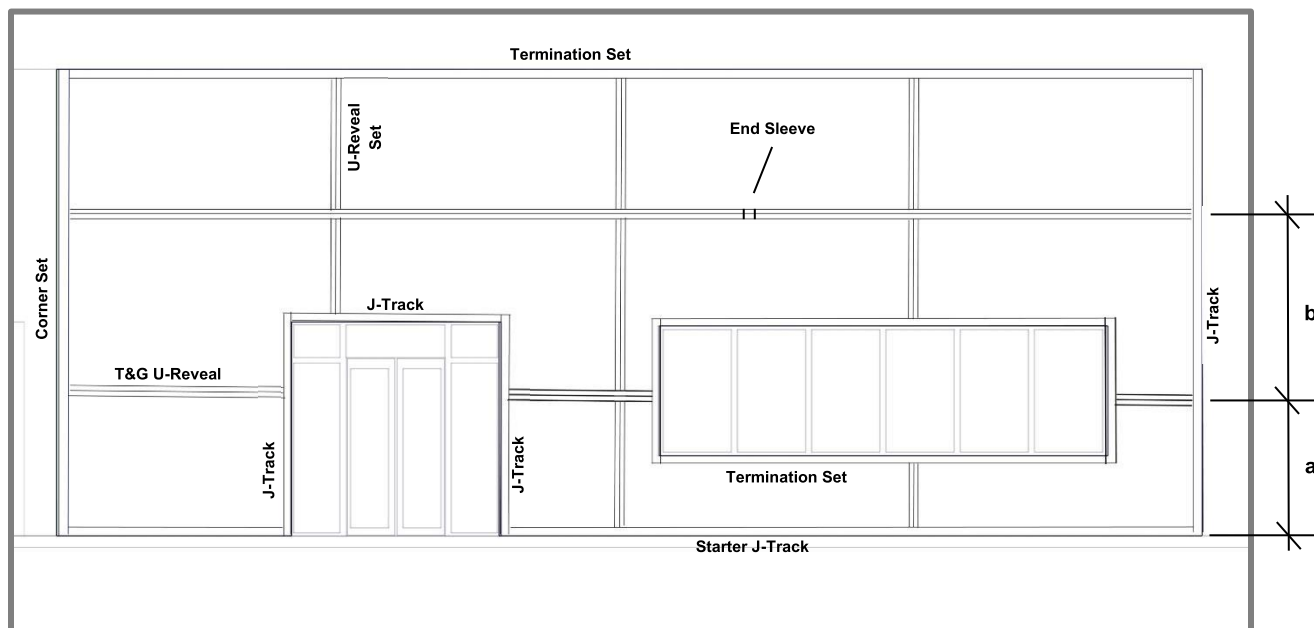 Termination Set
U-Reveal
Set
End Sleeve
Corner Set
J-Track
J-Track
b
T&G U-Reveal
J-Track
J-Track
a
Termination Set
Starter J-Track